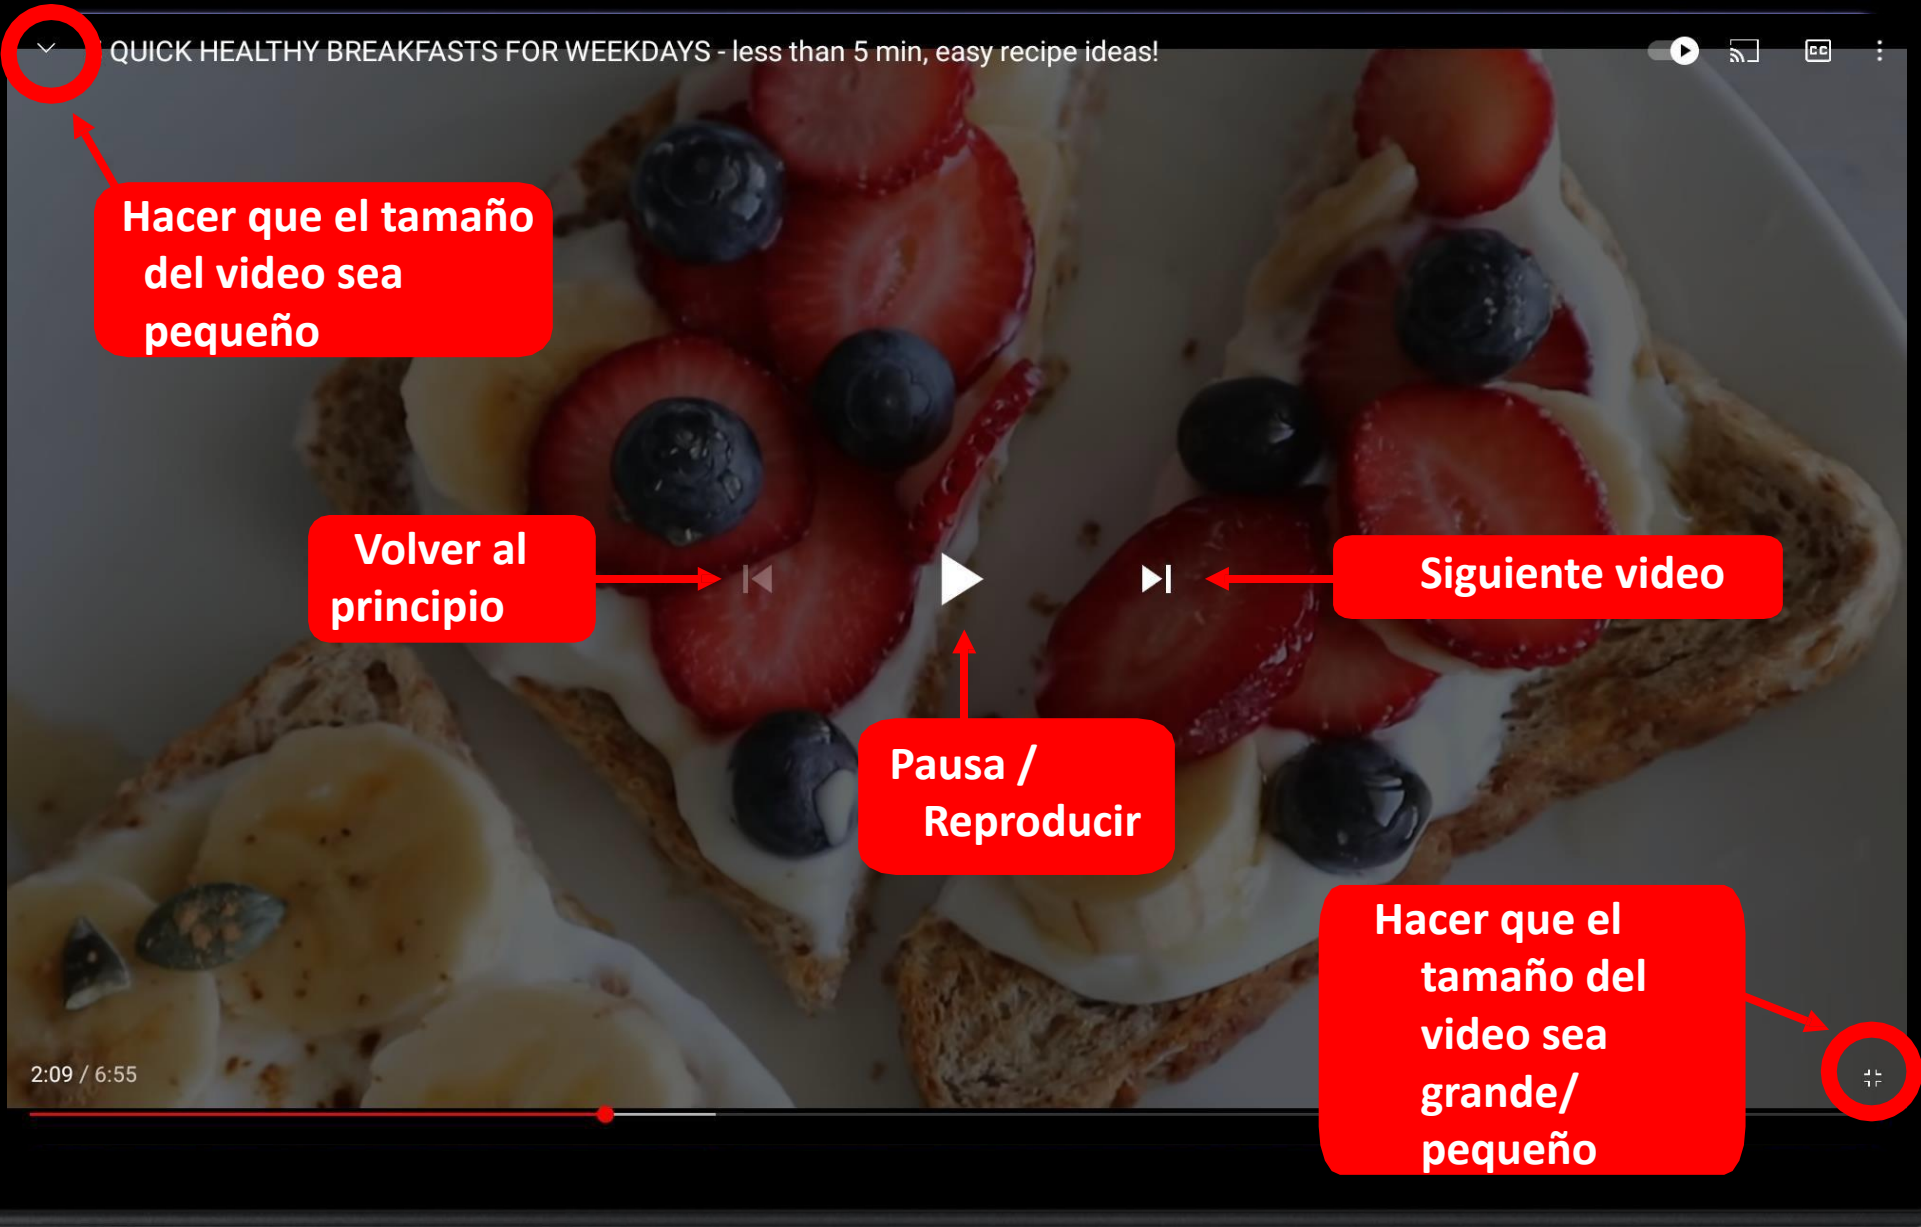 QUICK HEALTHY BREAKFASTS FOR WEEKDAYS - less than 5 min, easy recipe ideas!
CC
Hacer que el tamaño
del video sea
pequeño
Volver al
principio
Siguiente video
Pausa /
Reproducir
Hacer que el
tamaño del
video sea
grande/
pequeño
2:09 / 6:55